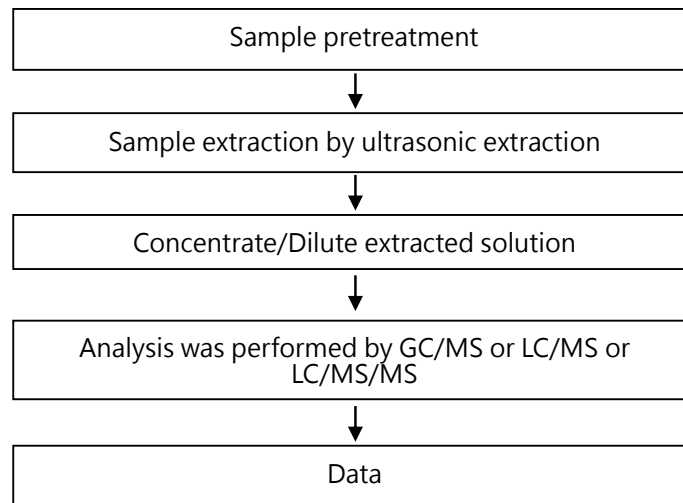 Sample pretreatment
Sample extraction by ultrasonic extraction
Concentrate/Dilute extracted solution
Analysis was performed by GC/MS or LC/MS or
LC/MS/MS
Data